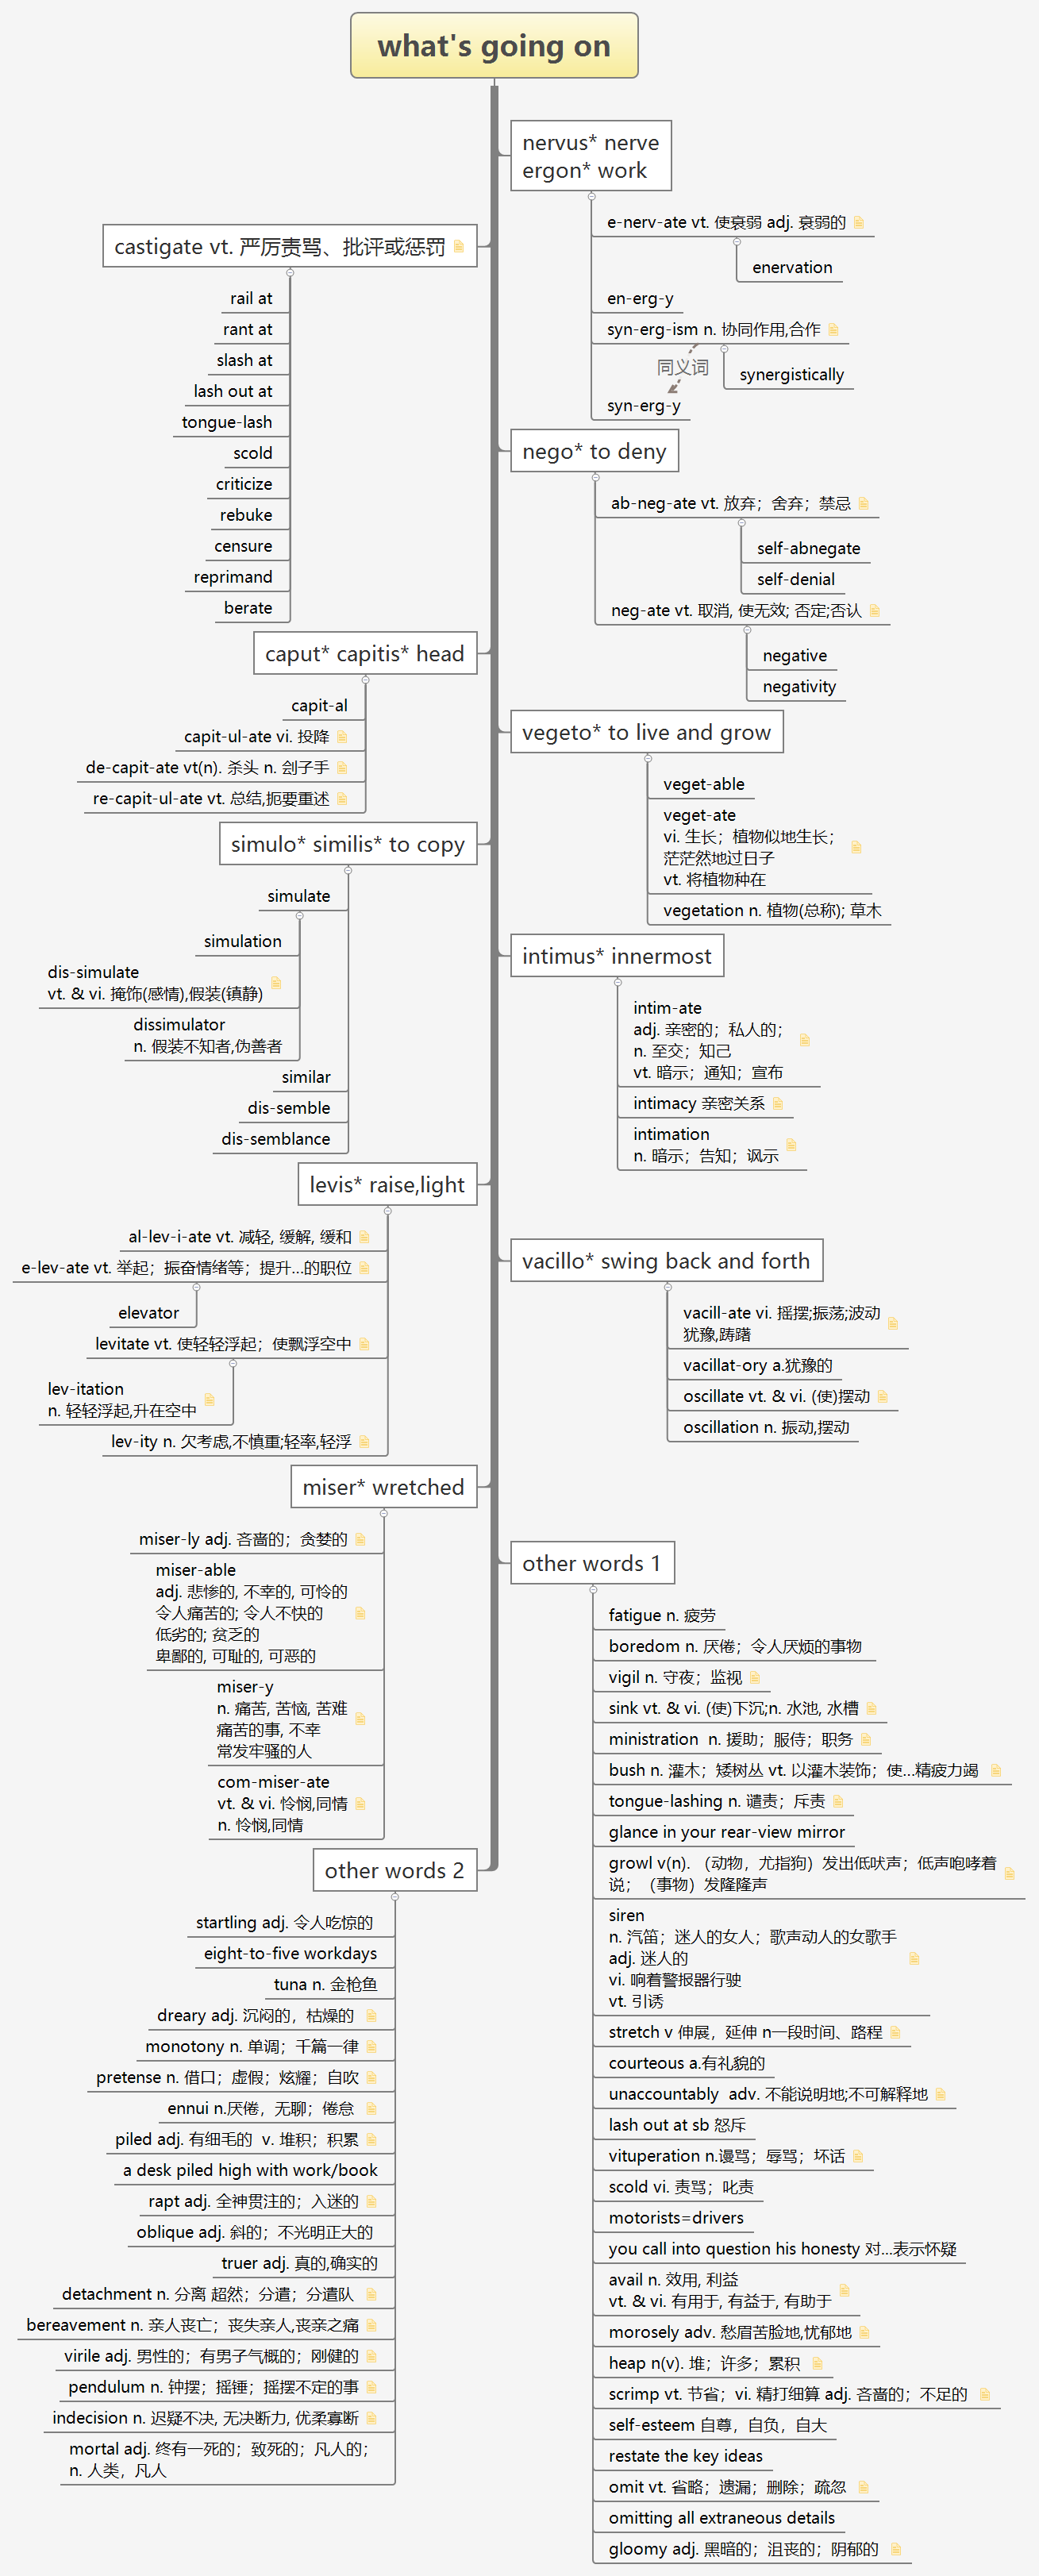 what's going on
nervus* nerve
ergon* work
e-nerv-ate vt. 使衰弱 adj. 衰弱的
enervation
en-erg-y
syn-erg-ism n. 协同作用,合作
同义词
synergistically
syn-erg-y
nego* to deny
ab-neg-ate vt. 放弃；舍弃；禁忌
self-abnegate
self-denial
neg-ate vt. 取消, 使无效; 否定;否认
negative
negativity
vegeto* to live and grow
veget-able
veget-ate
vi. 生长；植物似地生长；
茫茫然地过日子
vt. 将植物种在
vegetation n. 植物(总称); 草木
intimus* innermost
intim-ate
adj. 亲密的；私人的；
n. 至交；知己
vt. 暗示；通知；宣布
intimacy 亲密关系
intimation
n. 暗示；告知；讽示
vacillo* swing back and forth
vacill-ate vi. 摇摆;振荡;波动
犹豫,踌躇
vacillat-ory a.犹豫的
oscillate vt. & vi. (使)摆动
oscillation n. 振动,摆动
other words 1
fatigue n. 疲劳
boredom n. 厌倦；令人厌烦的事物
vigil n. 守夜；监视
sink vt. & vi. (使)下沉;n. 水池, 水槽
ministration  n. 援助；服侍；职务
bush n. 灌木；矮树丛 vt. 以灌木装饰；使...精疲力竭
tongue-lashing n. 谴责；斥责
glance in your rear-view mirror
growl v(n). （动物，尤指狗）发出低吠声；低声咆哮着
说；（事物）发隆隆声
siren
n. 汽笛；迷人的女人；歌声动人的女歌手
adj. 迷人的
vi. 响着警报器行驶
vt. 引诱
stretch v 伸展，延伸 n一段时间、路程
courteous a.有礼貌的
unaccountably  adv. 不能说明地;不可解释地
lash out at sb 怒斥
vituperation n.谩骂；辱骂；坏话
scold vi. 责骂；叱责
motorists=drivers
you call into question his honesty 对...表示怀疑
avail n. 效用, 利益
vt. & vi. 有用于, 有益于, 有助于
morosely adv. 愁眉苦脸地,忧郁地
heap n(v). 堆；许多；累积
scrimp vt. 节省；vi. 精打细算 adj. 吝啬的；不足的
self-esteem 自尊，自负，自大
restate the key ideas
omit vt. 省略；遗漏；删除；疏忽
omitting all extraneous details
gloomy adj. 黑暗的；沮丧的；阴郁的
castigate vt. 严厉责骂、批评或惩罚
rail at
rant at
slash at
lash out at
tongue-lash
scold
criticize
rebuke
censure
reprimand
berate
caput* capitis* head
capit-al
capit-ul-ate vi. 投降
de-capit-ate vt(n). 杀头 n. 刽子手
re-capit-ul-ate vt. 总结,扼要重述
simulo* similis* to copy
simulate
simulation
dis-simulate
vt. & vi. 掩饰(感情),假装(镇静)
dissimulator
n. 假装不知者,伪善者
similar
dis-semble
dis-semblance
levis* raise,light
al-lev-i-ate vt. 减轻, 缓解, 缓和
e-lev-ate vt. 举起；振奋情绪等；提升...的职位
elevator
levitate vt. 使轻轻浮起；使飘浮空中
lev-itation
n. 轻轻浮起,升在空中
lev-ity n. 欠考虑,不慎重;轻率,轻浮
miser* wretched
miser-ly adj. 吝啬的；贪婪的
miser-able
adj. 悲惨的, 不幸的, 可怜的
令人痛苦的; 令人不快的
低劣的; 贫乏的
卑鄙的, 可耻的, 可恶的
miser-y
n. 痛苦, 苦恼, 苦难
痛苦的事, 不幸
常发牢骚的人
com-miser-ate
vt. & vi. 怜悯,同情
n. 怜悯,同情
other words 2
startling adj. 令人吃惊的
eight-to-five workdays
tuna n. 金枪鱼
dreary adj. 沉闷的，枯燥的
monotony n. 单调；千篇一律
pretense n. 借口；虚假；炫耀；自吹
ennui n.厌倦，无聊；倦怠
piled adj. 有细毛的  v. 堆积；积累
a desk piled high with work/book
rapt adj. 全神贯注的；入迷的
oblique adj. 斜的；不光明正大的
truer adj. 真的,确实的
detachment n. 分离 超然；分遣；分遣队
bereavement n. 亲人丧亡；丧失亲人,丧亲之痛
virile adj. 男性的；有男子气概的；刚健的
pendulum n. 钟摆；摇锤；摇摆不定的事
indecision n. 迟疑不决, 无决断力, 优柔寡断
mortal adj. 终有一死的；致死的；凡人的；
n. 人类，凡人